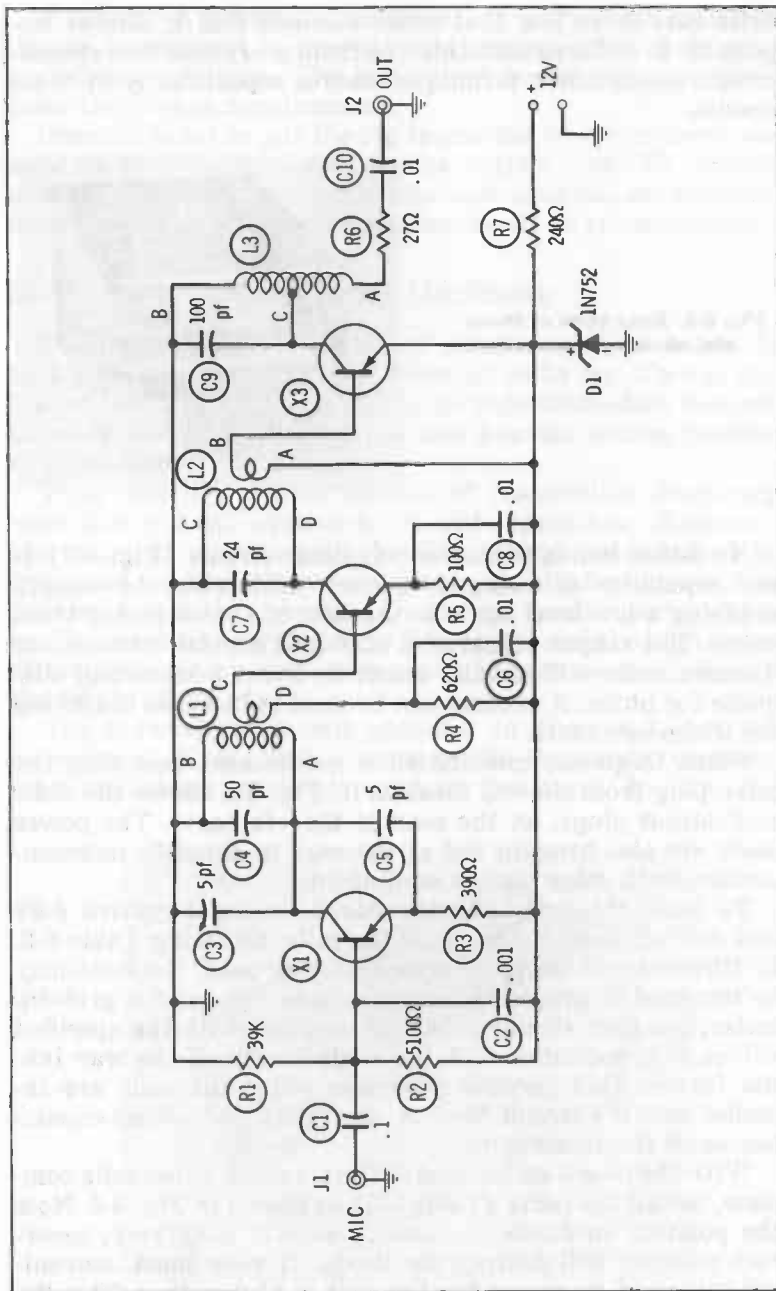 J1
MIC
C1
.1
R1
39K
R2
5100Ω
C2
.001
C3
5pf
X1
R3
390Ω
C4
50
pf
C5
5
pf
B
L1
A
C
D
X2
C7
24
pf
R4
620Ω
C6
.01
R5
100Ω
C8
.01
C
L2
D
B
A
X3
C9
100
pf
B
L3
C
A
R6
27Ω
C10
.01
J2
OUT
D1
1N752
R7
240Ω
+
12V